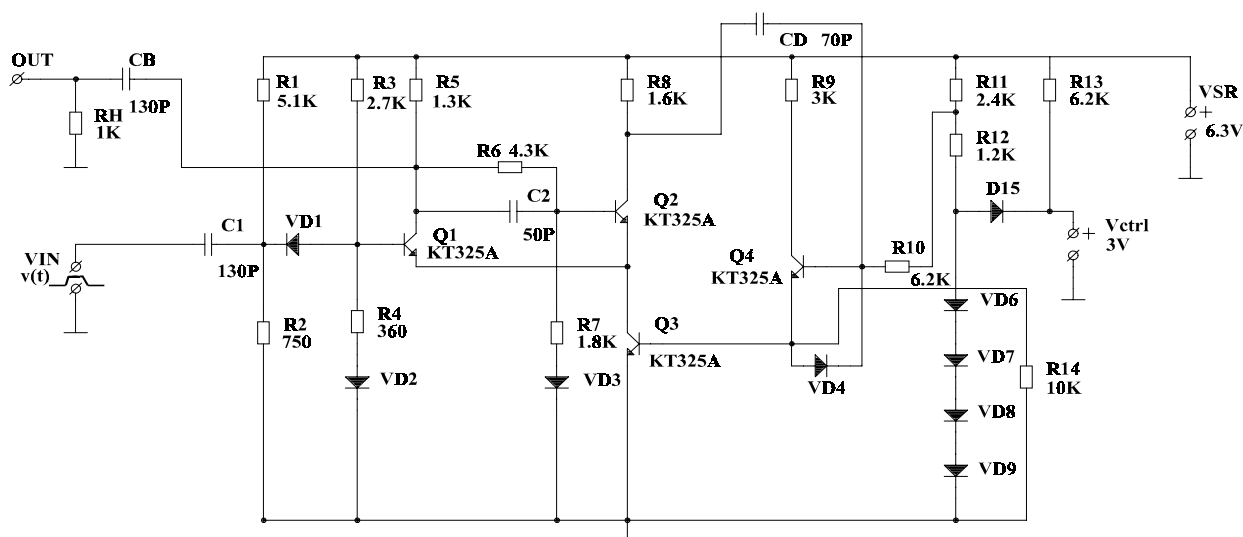 OUT
CB
130P
RH
1K
R1
5.1K
R3
2.7K
R5
1.3K
R8
1.6K
CD 70P
R9
3K
R11
2.4K
R13
6.2K
VSR
+
6.3V
R12
1.2K
R6 4.3K
C2
50P
Q2
KT325A
D15
Vctrl
+
3V
C1
130P
VD1
Q1
KT325A
Q4
KT325A
R10
6.2K
VIN
v(t)
VD6
R2
750
R4
360
R7
1.8K
Q3
KT325A
VD7
VD2
VD3
VD4
R14
10K
VD8
VD9